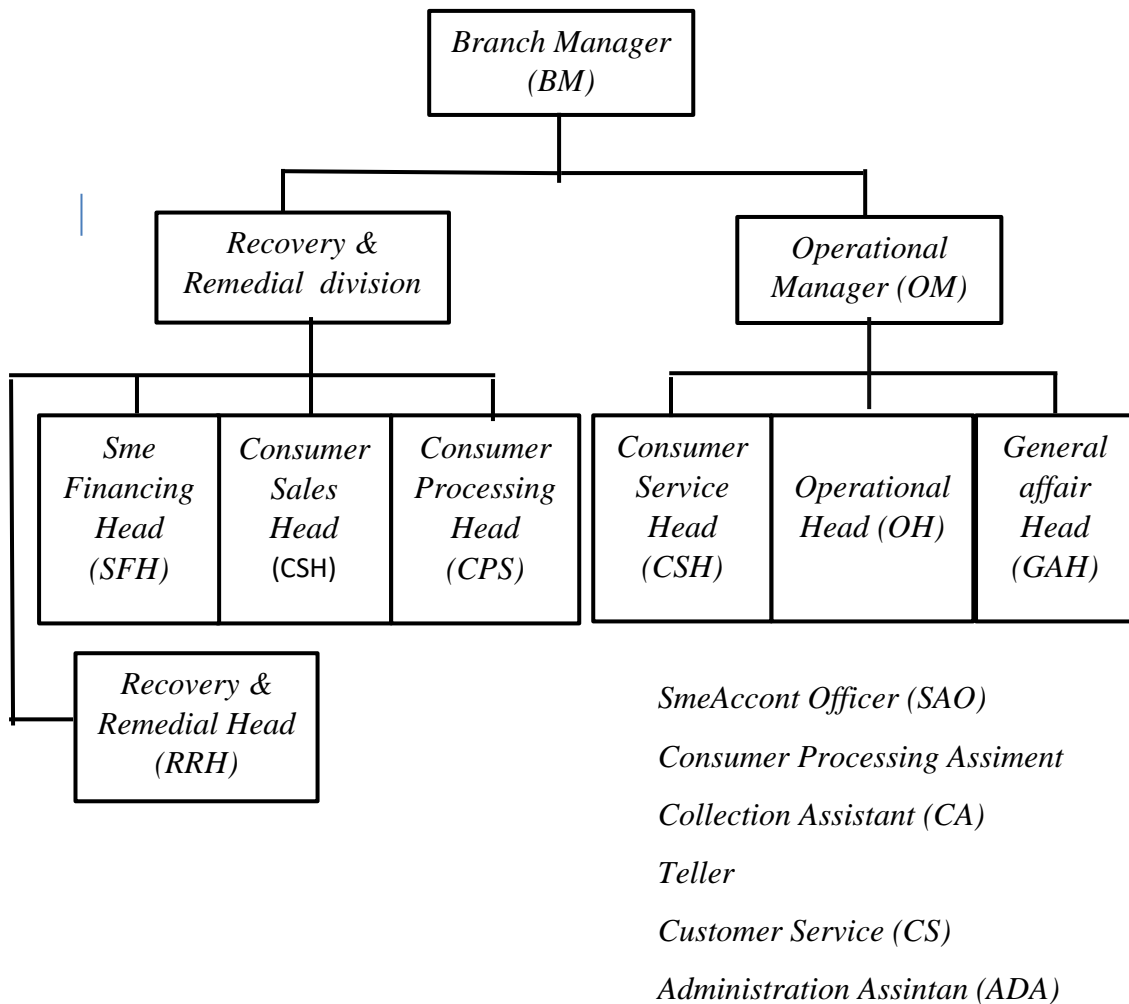 Branch Manager
(BM)
Recovery &
Remedial division
Operational
Manager (OM)
Sme
Financing
Head
(SFH)
Consumer
Sales
Head
(CSH)
Consumer
Processing
Head
(CPS)
Consumer
Service
Head
(CSH)
Operational
Head (OH)
General
affair
Head
(GAH)
Recovery &
Remedial Head
(RRH)
SmeAccont Officer (SAO)
Consumer Processing Assiment
Collection Assistant (CA)
Teller
Customer Service (CS)
Administration Assintan (ADA)